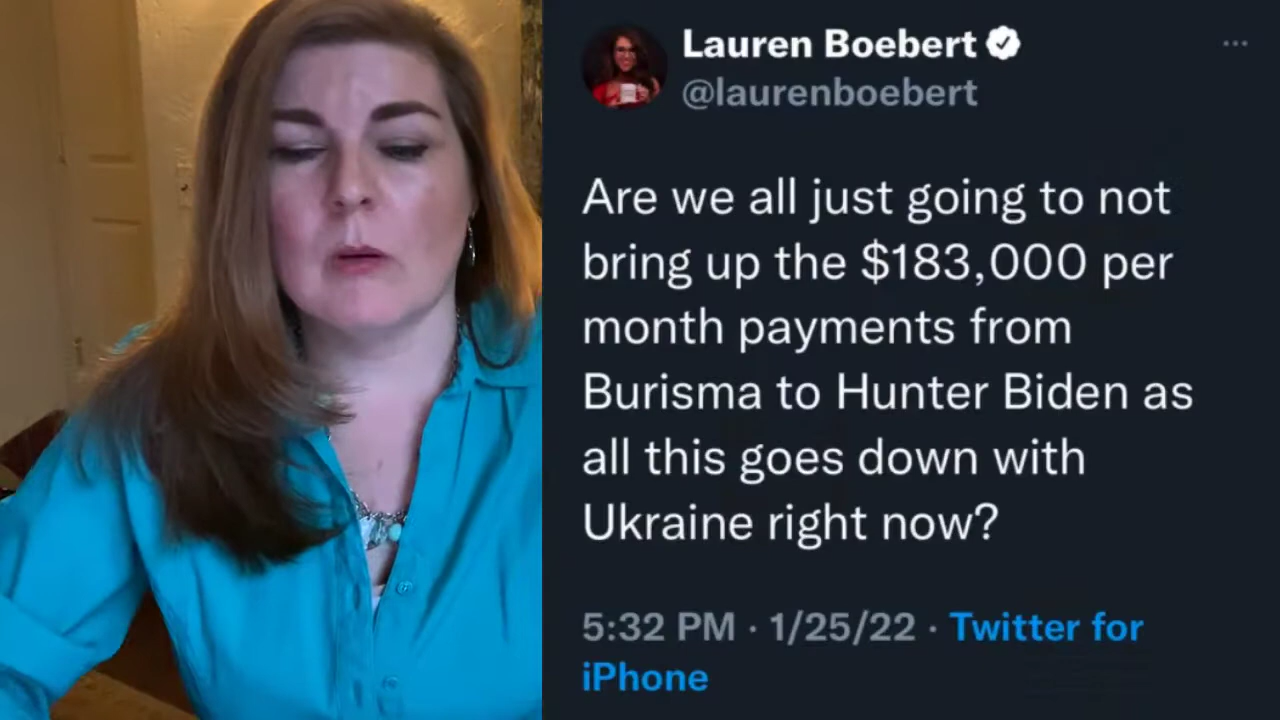 Lauren Boebert
@laurenboebert
Are we all just going to not
bring up the $183,000 per
month payments from
Burisma to Hunter Biden as
all this goes down with
Ukraine right now?
5:32 PM · 1/25/22 · Twitter for
iPhone